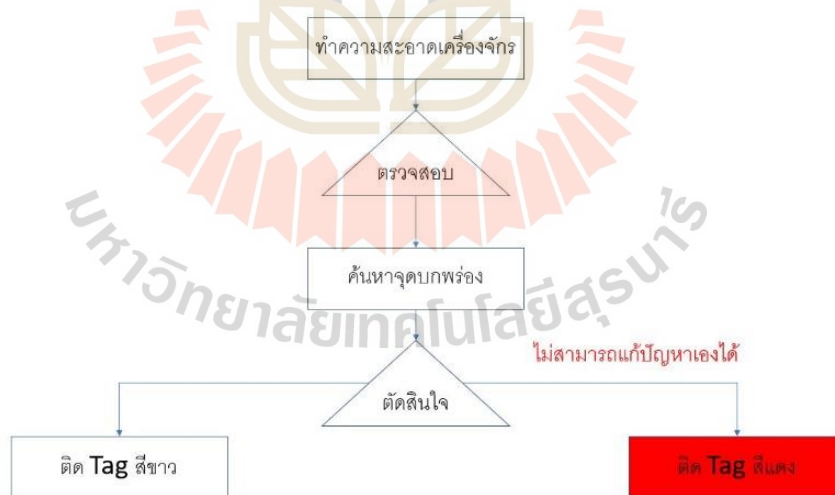 ทำความสะอาดเครื่องจักร
ตรวจสอบ
ค้นหาจุดบกพร่อง
มหาวิทยาลัยเทคโนโลยีสุรนารี
ไม่สามารถแก้ปัญหาเองได้
ตัดสินใจ
ติด Tag สีขาว
ติด Tag สีแดง